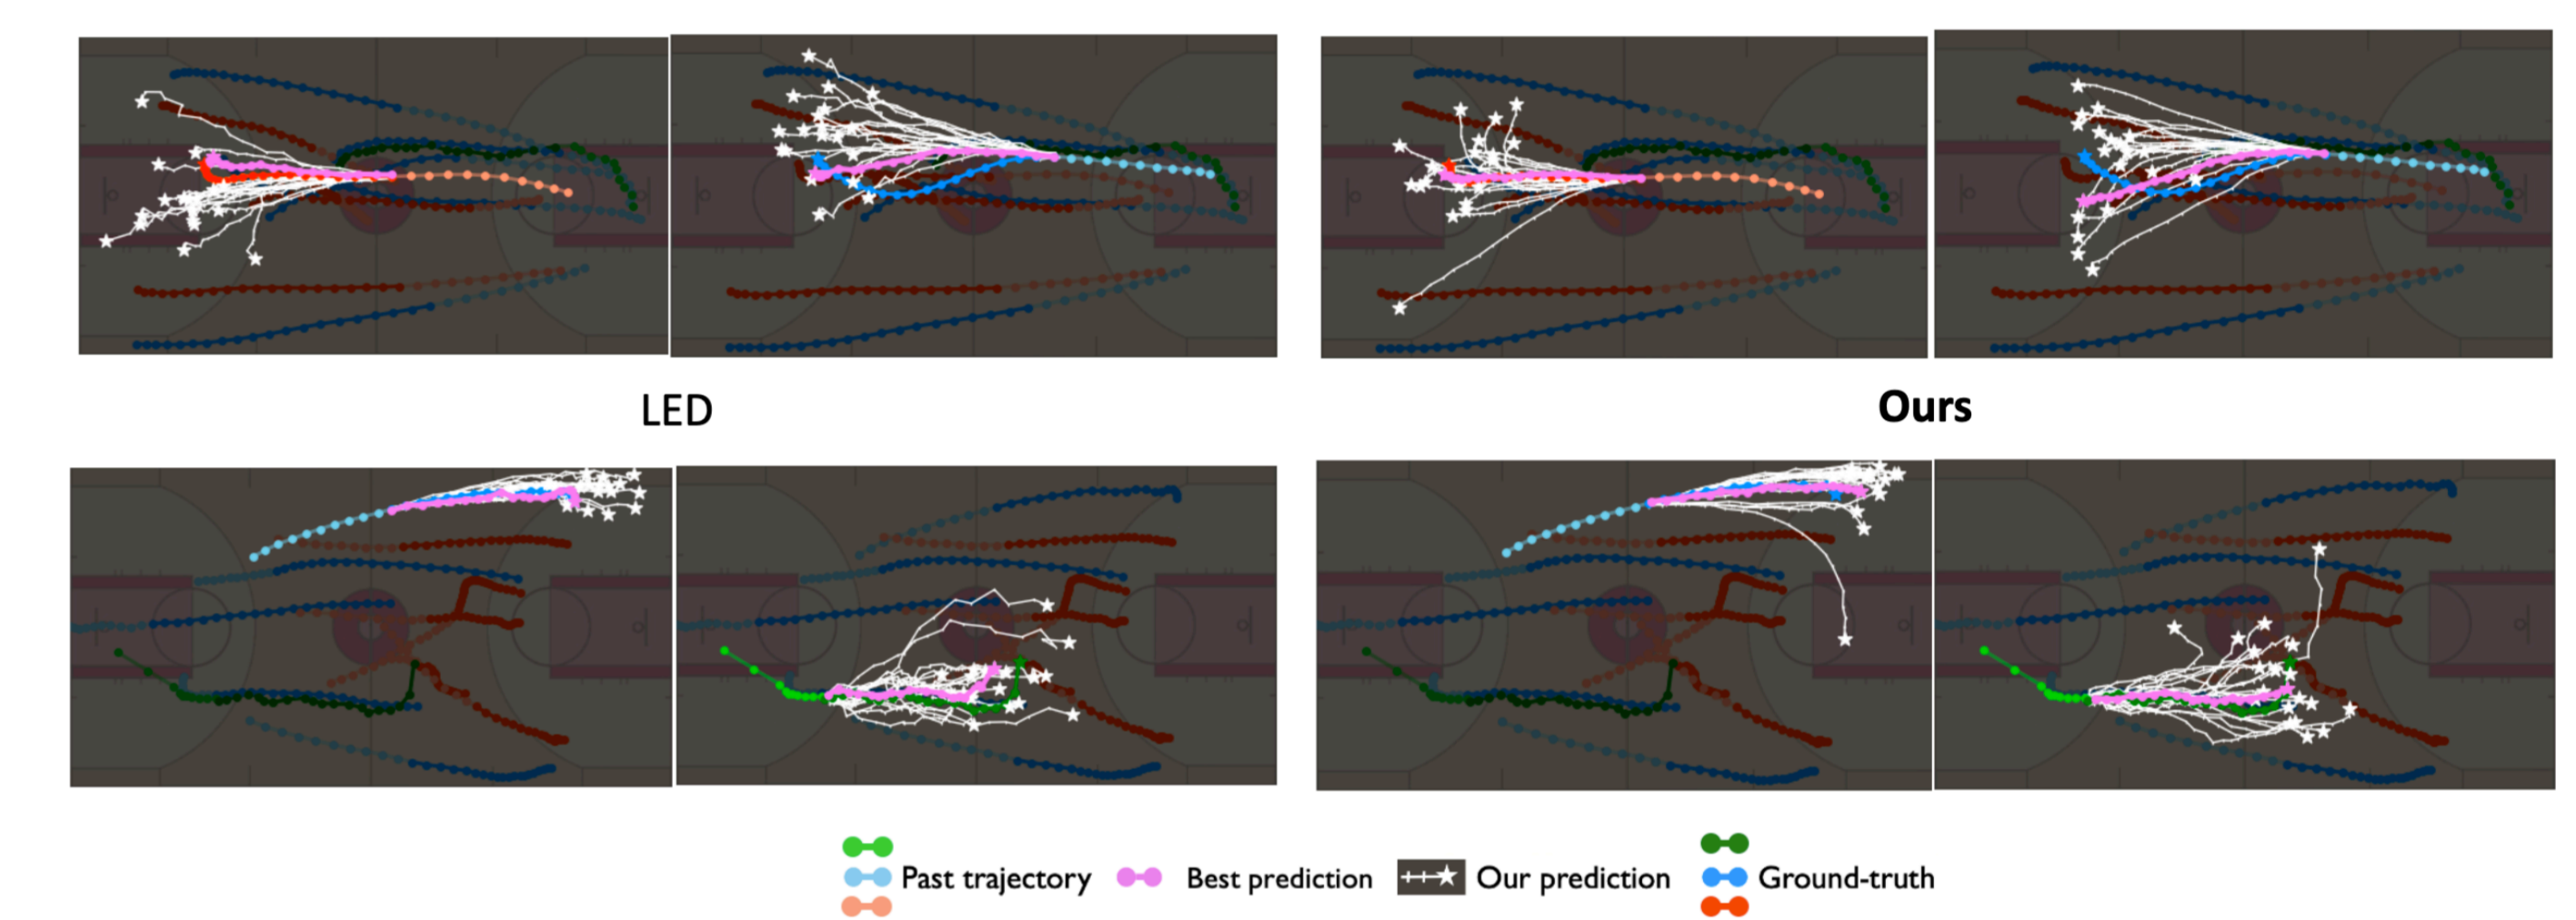 LED
Ours
Past trajectory
Best prediction
Our prediction
Ground-truth